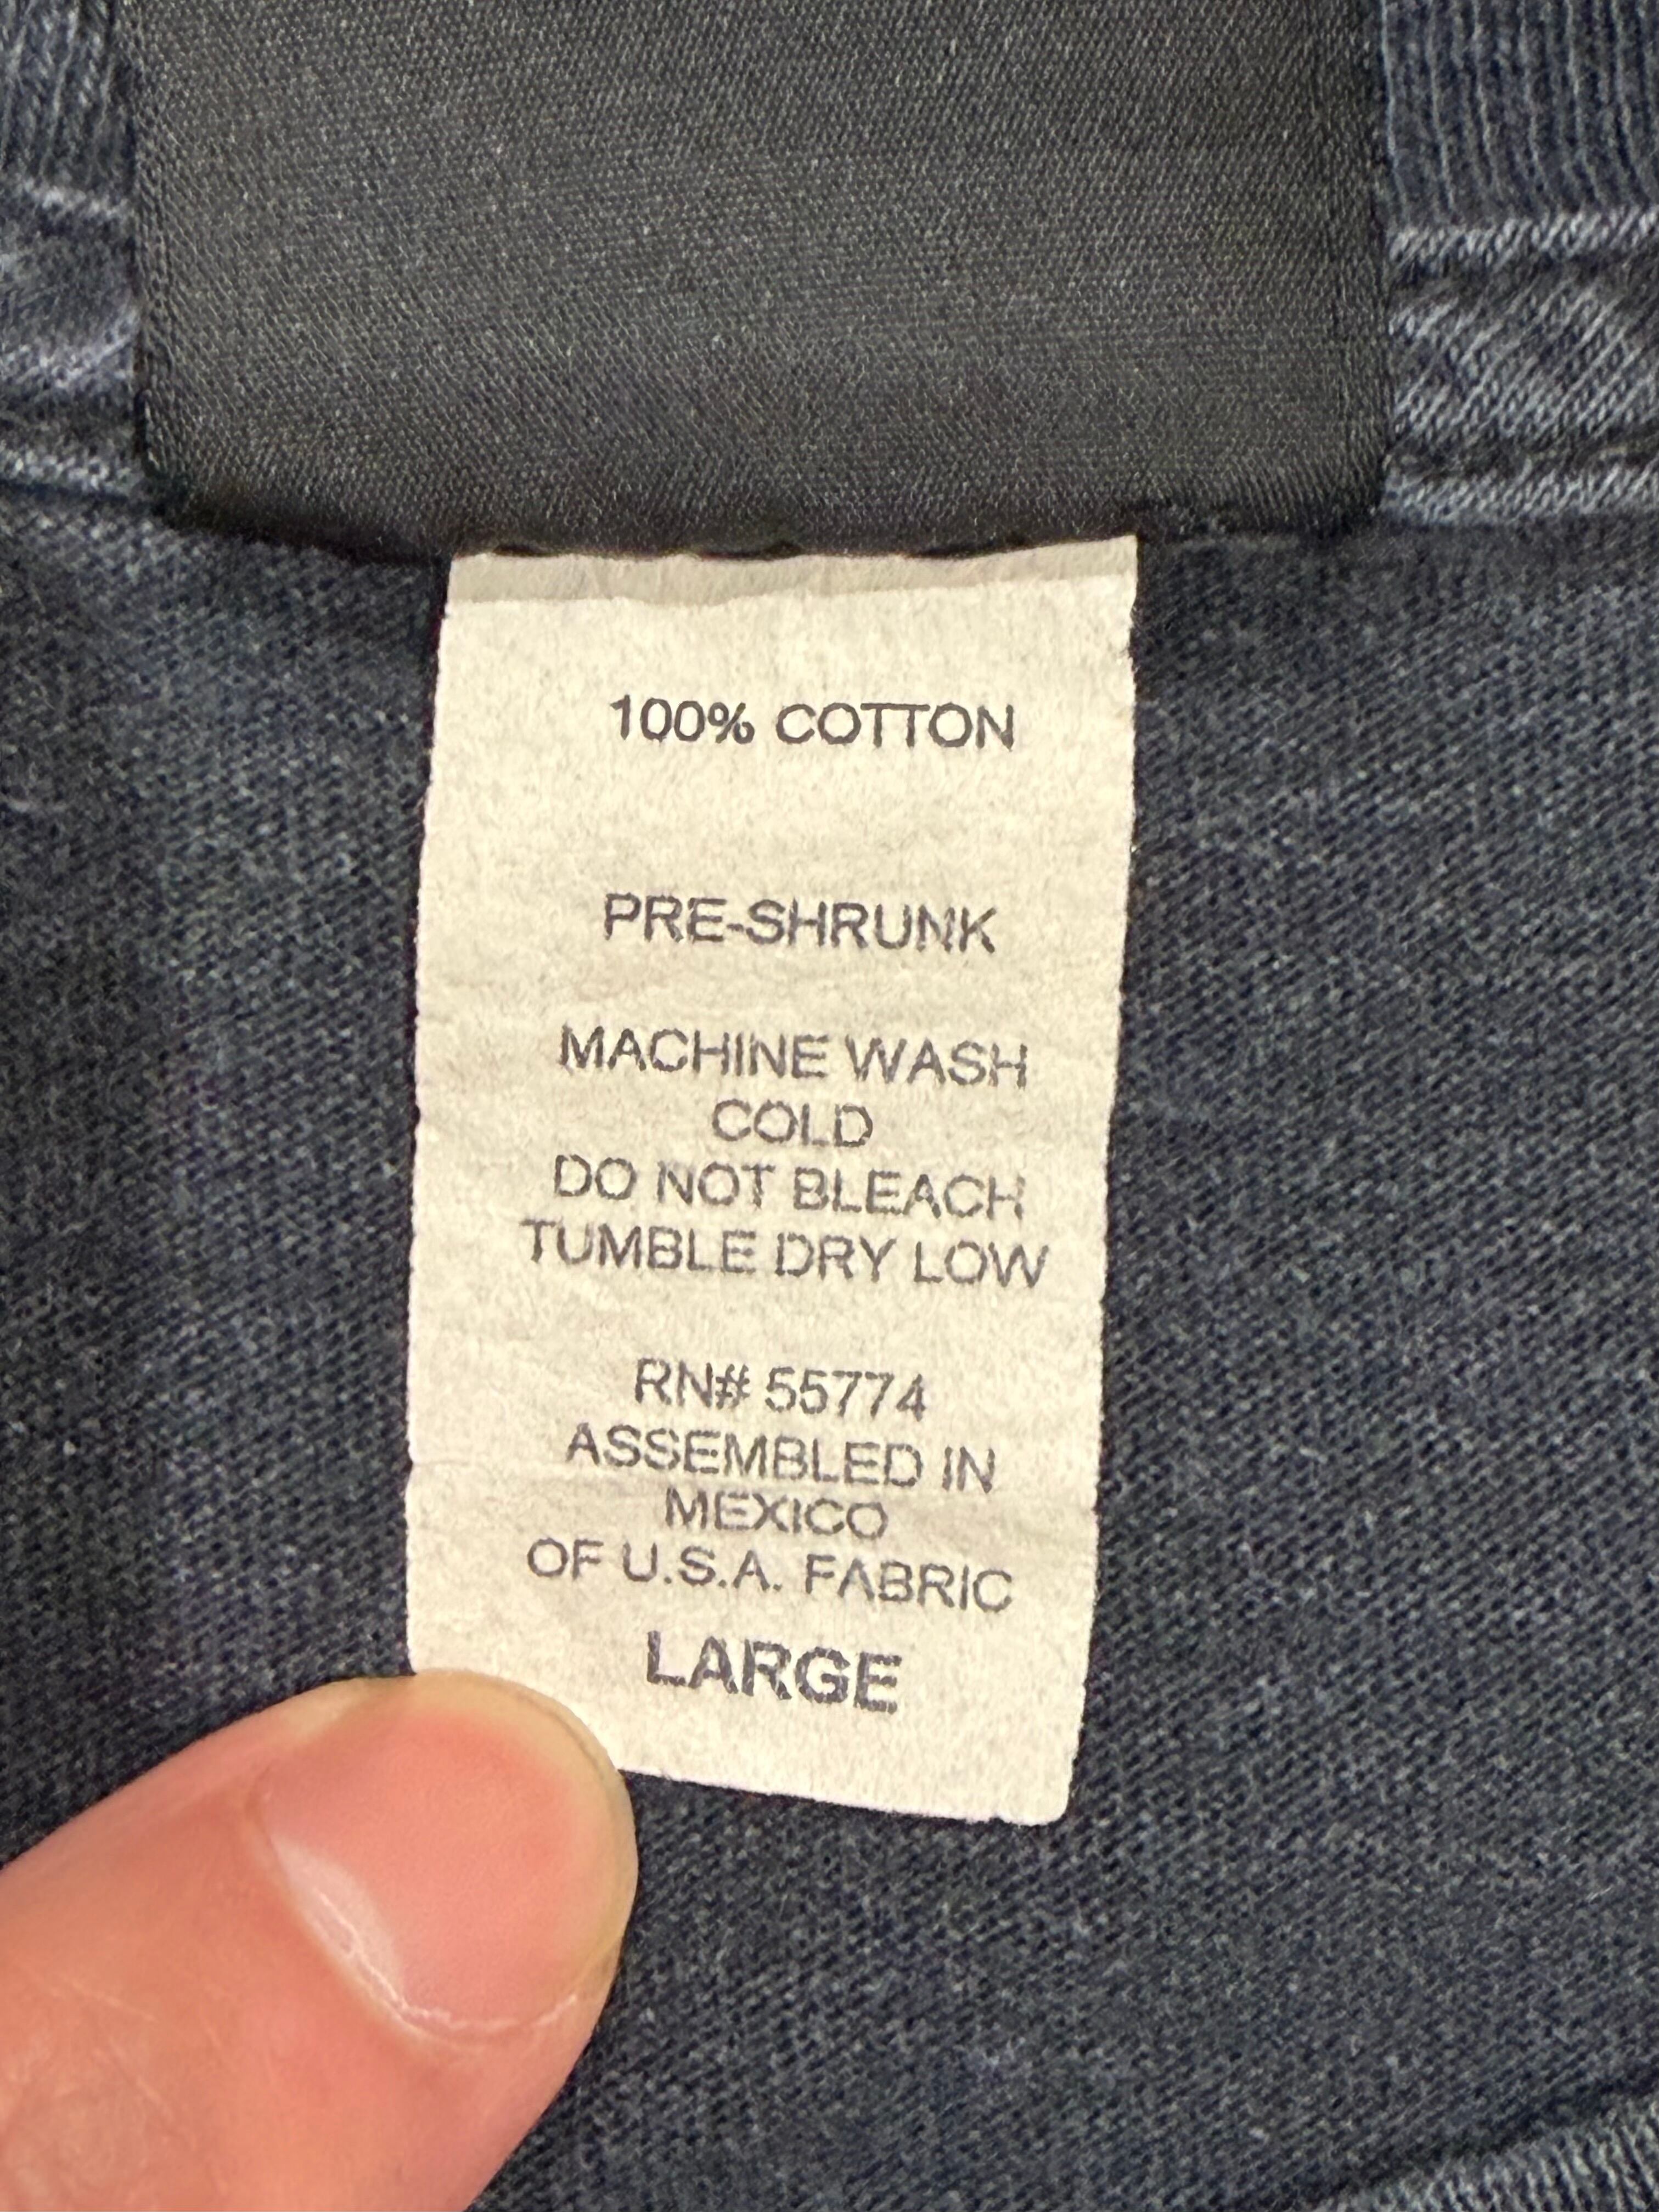 100% COTTON
PRE-SHRUNK
MACHINE WASH
COLD
DO NOT BLEACH
TUMBLE DRY LOW
RN# 55774
ASSEMBLED IN
MEXICO
OF U.S.A. FABRIC
LARGE